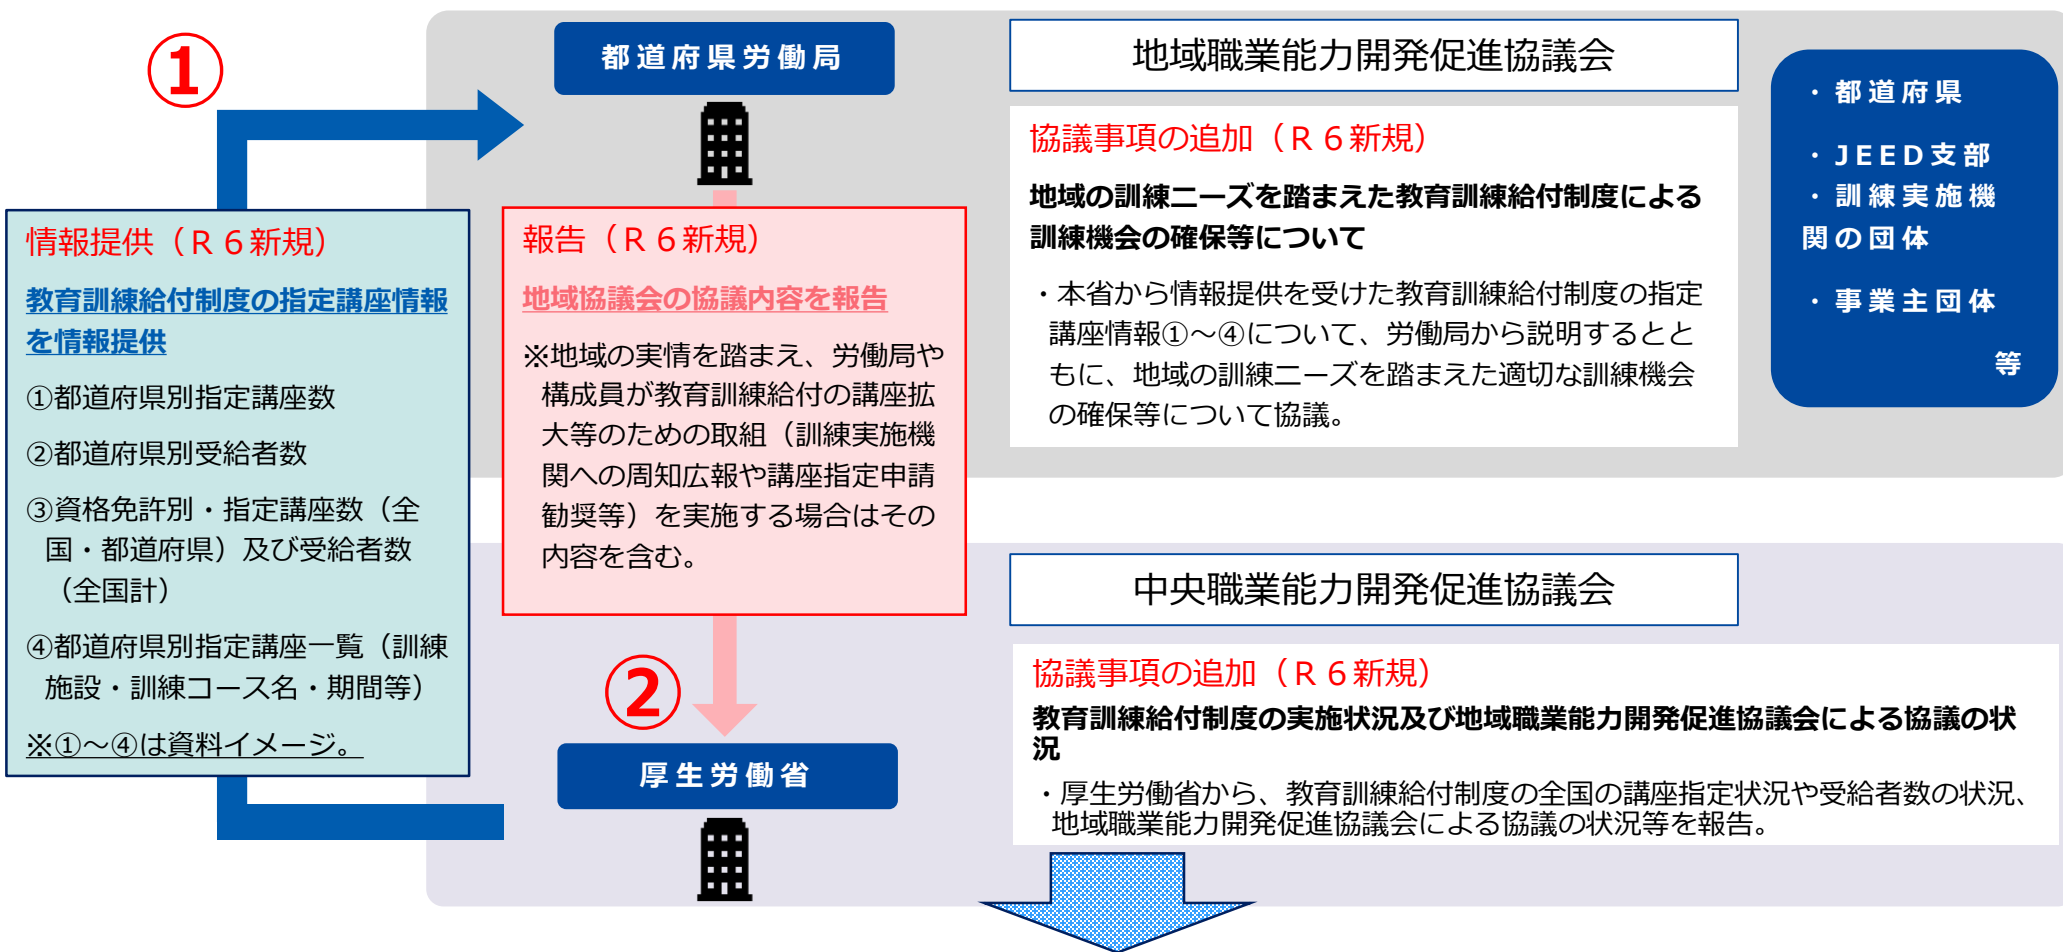 ①
都道府県労働局
地域職業能力開発促進協議会
協議事項の追加（Ｒ６新規）
地域の訓練ニーズを踏まえた教育訓練給付制度による
訓練機会の確保等について
・本省から情報提供を受けた教育訓練給付制度の指定
講座情報①～④について、労働局から説明するとと
もに、地域の訓練ニーズを踏まえた適切な訓練機会
の確保等について協議。
・都道府県
・JEED支部
・訓練実施機
関の団体
・事業主団体
等
情報提供（Ｒ６新規）
教育訓練給付制度の指定講座情報
を情報提供
①都道府県別指定講座数
②都道府県別受給者数
③資格免許別・指定講座数（全
国・都道府県）及び受給者数
（全国計）
④都道府県別指定講座一覧（訓練
施設・訓練コース名・期間等）
※①～④は資料イメージ。
報告（Ｒ６新規）
地域協議会の協議内容を報告
※地域の実情を踏まえ、労働局や
構成員が教育訓練給付の講座拡
大等のための取組（訓練実施機
関への周知広報や講座指定申請
勧奨等）を実施する場合はその
内容を含む。
②
厚生労働省
中央職業能力開発促進協議会
協議事項の追加（Ｒ６新規）
教育訓練給付制度の実施状況及び地域職業能力開発促進協議会による協議の状
況
・厚生労働省から、教育訓練給付制度の全国の講座指定状況や受給者数の状況、
地域職業能力開発促進協議会による協議の状況等を報告。